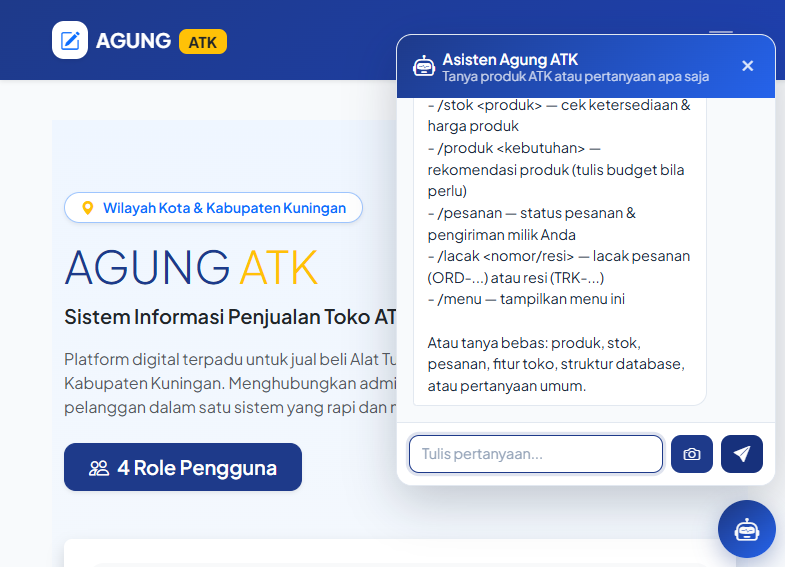 AGUNG ATK
Wilayah Kota & Kabupaten Kuningan
AGUNG ATK
Sistem Informasi Penjualan Toko AT
Platform digital terpadu untuk jual beli Alat Tu
Kabupaten Kuningan. Menghubungkan admi
pelanggan dalam satu sistem yang rapi dan
4 Role Pengguna
Asisten Agung ATK
Tanya produk ATK atau pertanyaan apa saja
- /stok <produk> — cek ketersediaan &
harga produk
- /produk <kebutuhan> —
rekomendasi produk (tulis budget bila
perlu)
- /pesanan — status pesanan &
pengiriman milik Anda
- /lacak <nomor/resi> — lacak pesanan
(ORD-...) atau resi (TRK-...)
- /menu — tampilkan menu ini
Atau tanya bebas: produk, stok,
pesanan, fitur toko, struktur database,
atau pertanyaan umum.
Tulis pertanyaan...